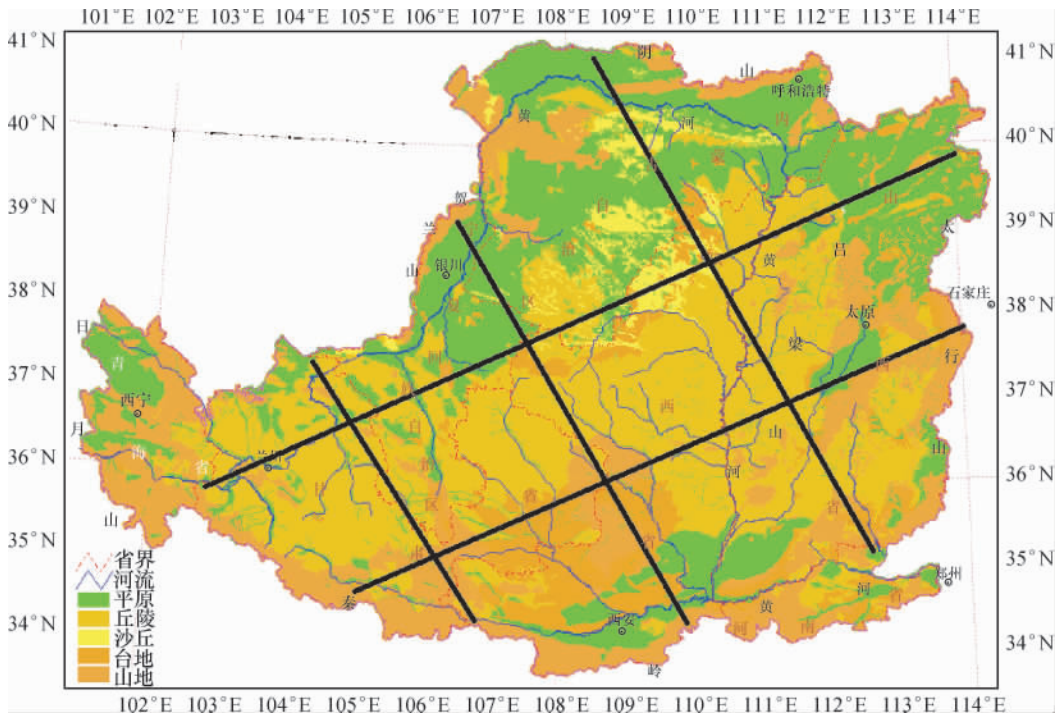 101°E 102°E 103°E 104°E 105°E 106°E 107°E 108°E 109°E 110°E 111°E 112°E 113°E 114°E
41°N 41°N
40°N 40°N
39°N 39°N
38°N 38°N
37°N 37°N
36°N 36°N
35°N 35°N
34°N 34°N
阴
山
呼和浩特
黄
河
内
蒙
自
治
区
贺
兰
山
银川
山
太
吕
黄
石家庄
太原
梁
西
行
日
青
西宁
月
海
省
山
兰州
甘
回
自
治
区
肃
省
西
省
山
河
山
省
秦
西安
岭
黄
河
河
南
省
郑州
省界
河流
平原
丘陵
沙丘
台地
山地
102°E 103°E 104°E 105°E 106°E 107°E 108°E 109°E 110°E 111°E 112°E 113°E 114°E